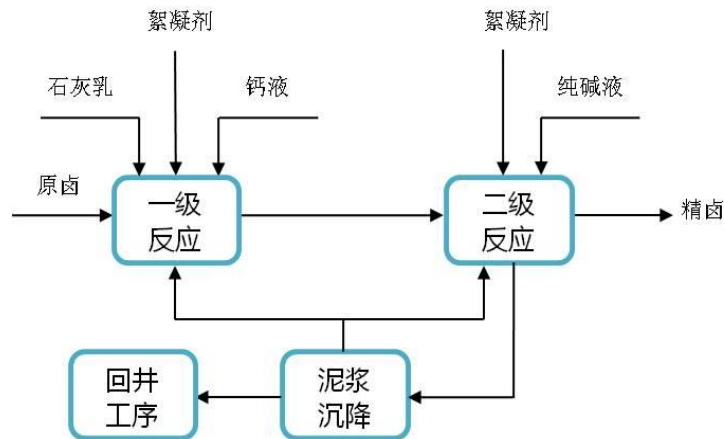 絮凝剂
絮凝剂
石灰乳
钙液
纯碱液
原卤
一级
反应
二级
反应
精卤
回井
工序
泥浆
沉降